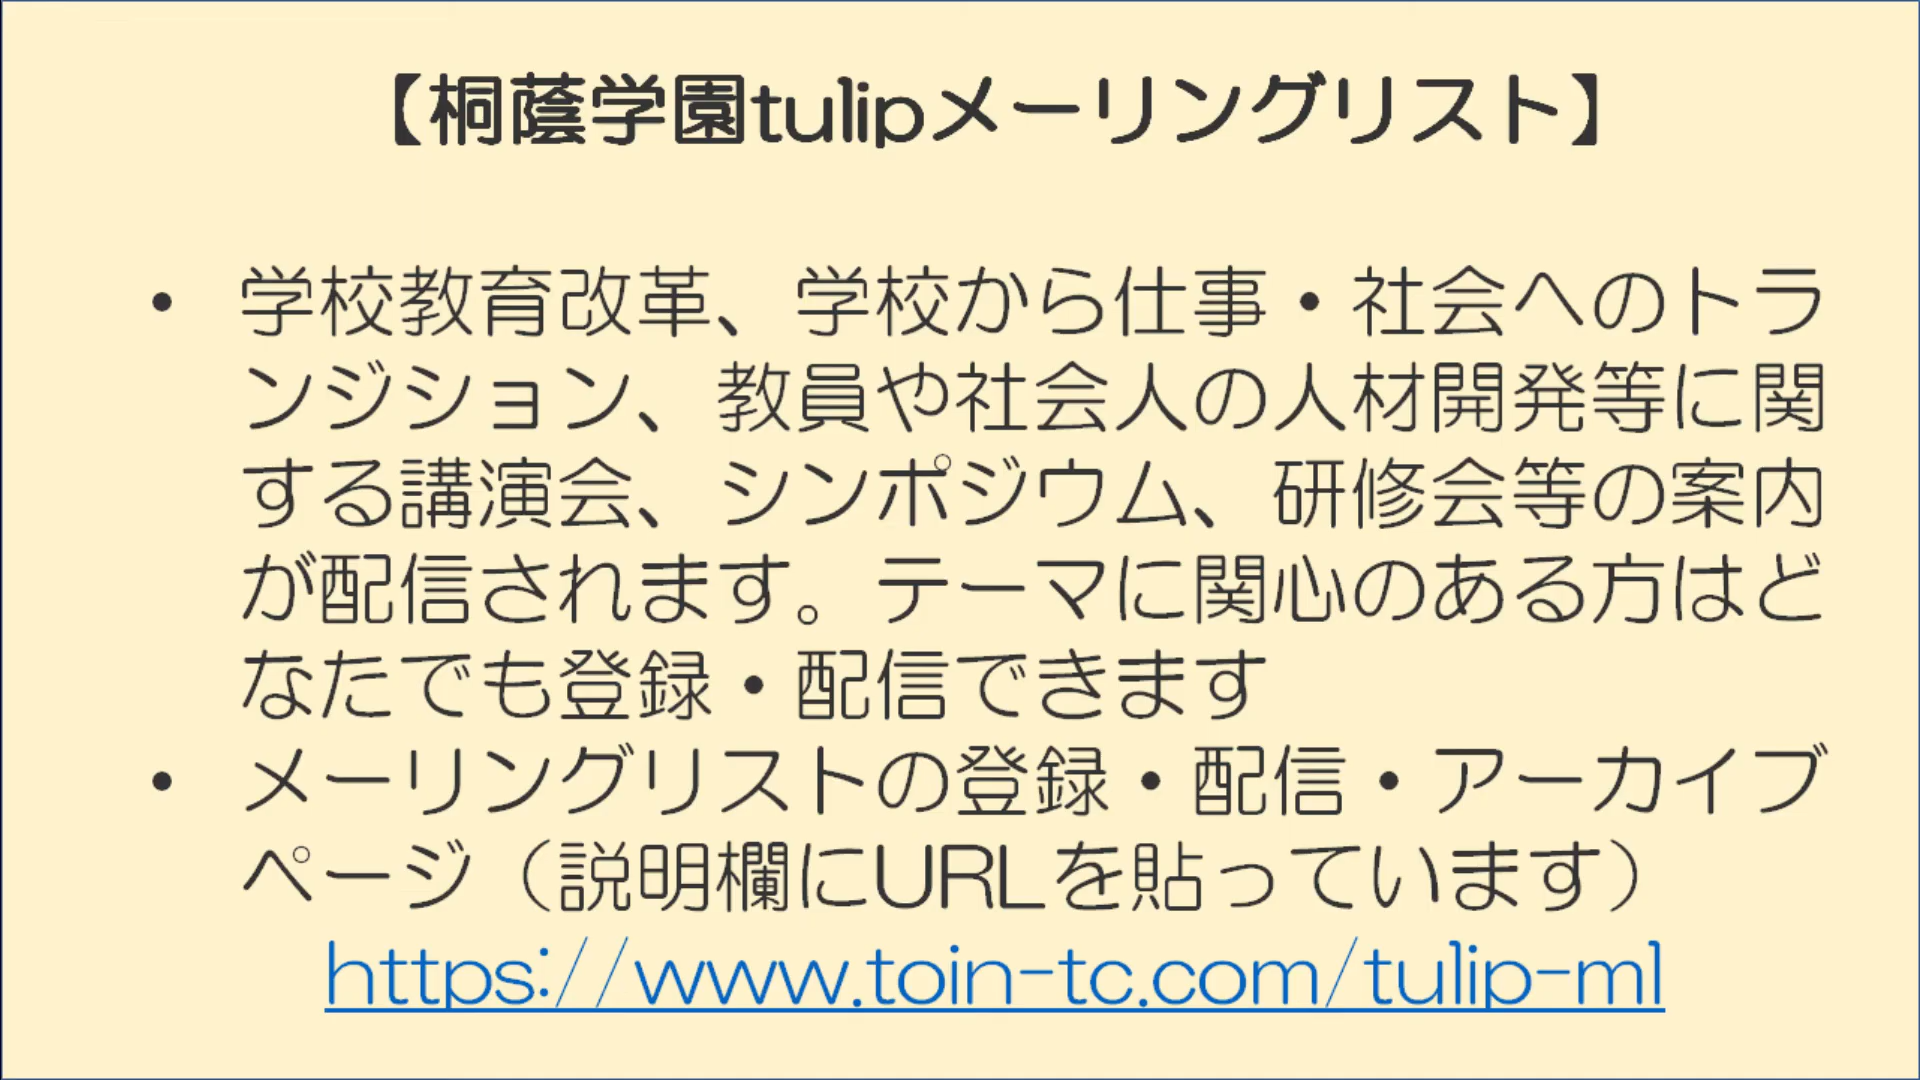 【桐蔭学園tulipメーリングリスト】
• 学校教育改革、学校から仕事・社会へのトラ
ンジション、教員や社会人の人材開発等に関
する講演会、シンポジウム、研修会等の案内
が配信されます。テーマに関心のある方はど
なたでも登録・配信できます
• メーリングリストの登録・配信・アーカイブ
ページ（説明欄にURLを貼っています）
https://www.toin-tc.com/tulip-ml